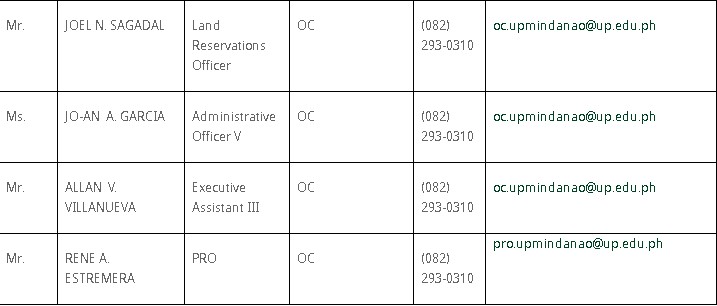 Mr. JOEL N. SAGADAL Land OC (082) oc.upmindanao@up.edu.ph
Reservations 293-0310
Officer
Ms. JO-AN A. GARCIA Administrative OC (082) oc.upmindanao@up.edu.ph
Officer V 293-0310
Mr. ALLAN V. Executive OC (082) oc.upmindanao@up.edu.ph
VILLANUEVA Assistant III 293-0310
pro.upmindanao@up.edu.ph
Mr. RENE A. PRO OC (082)
ESTREMERA 293-0310